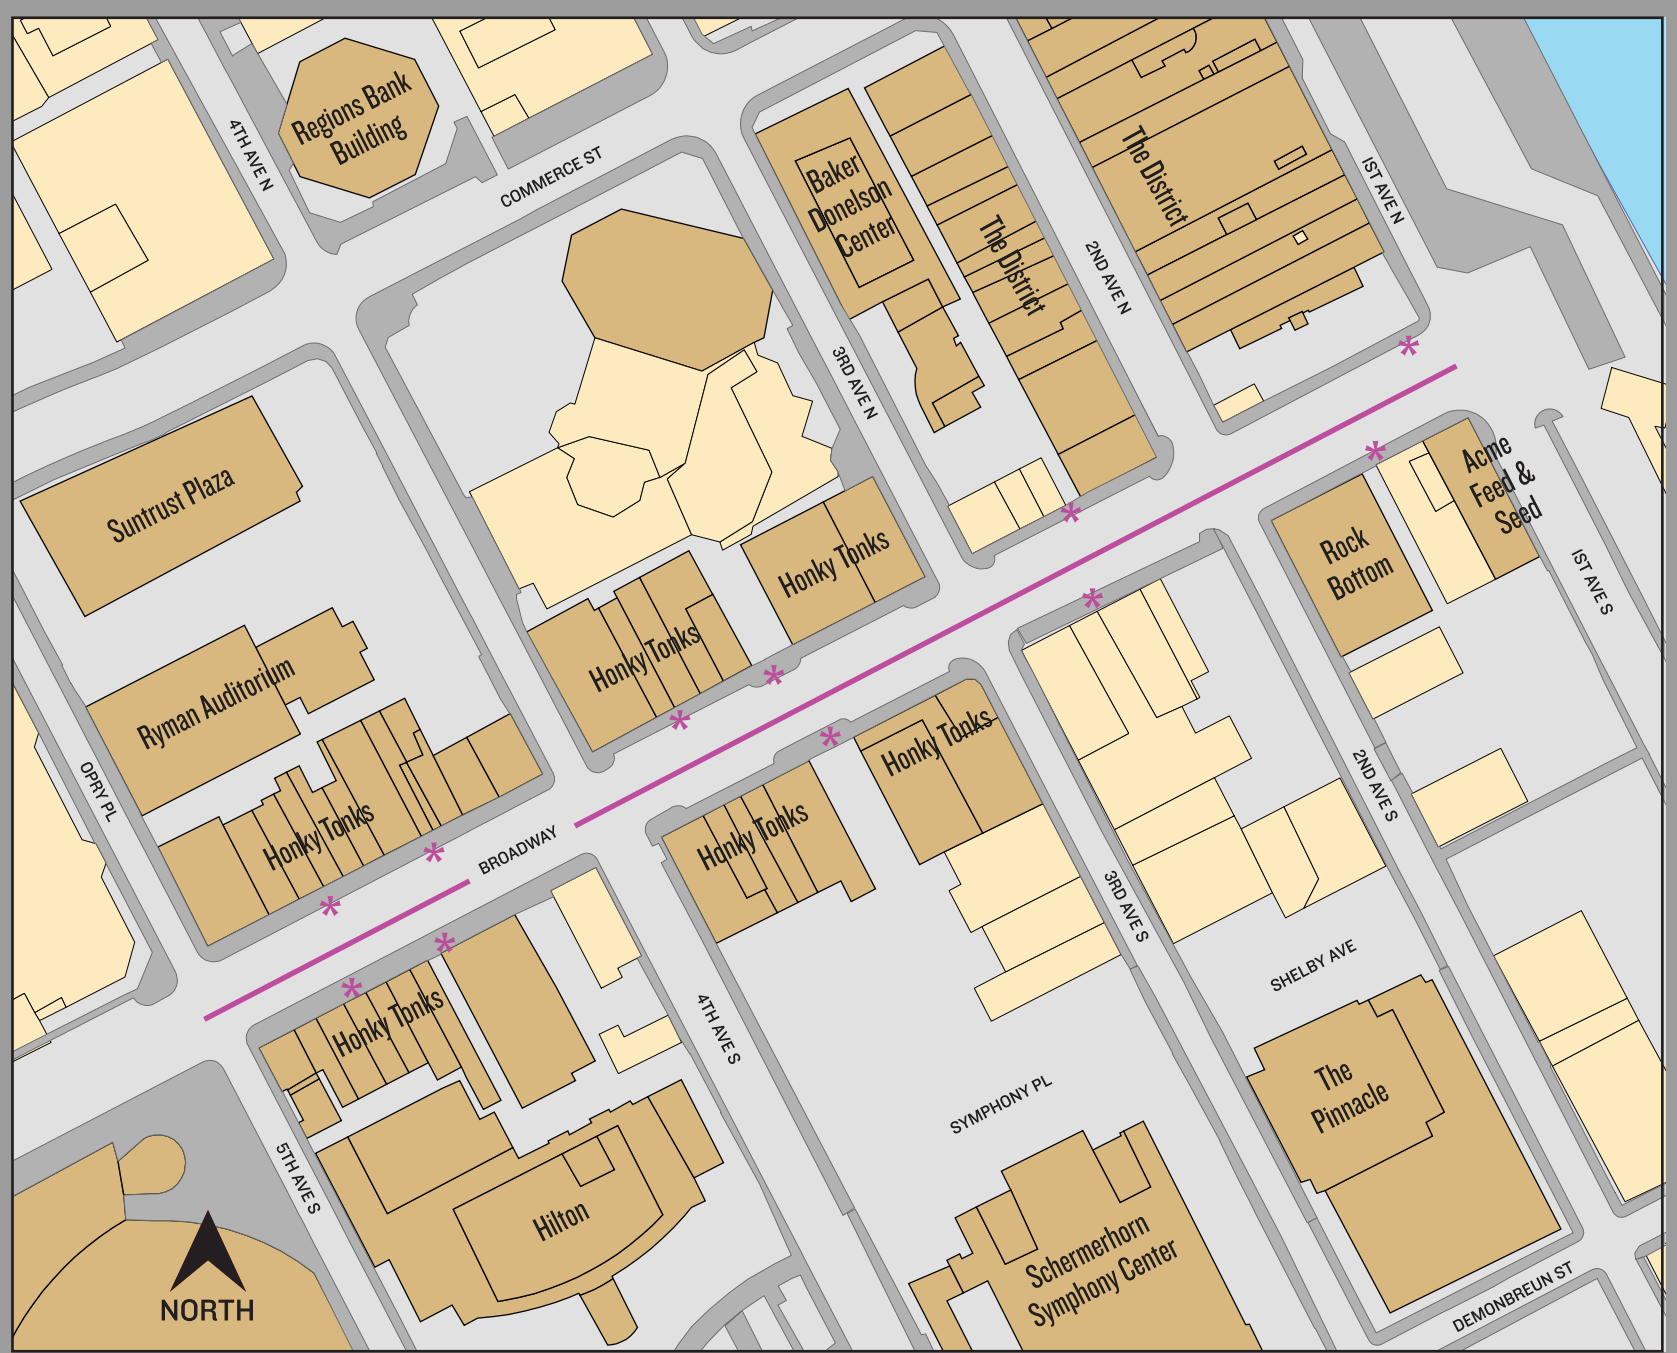 Regions Bank
Building
4TH AVE N
COMMERCE ST
Baker
Donelson
Center
The District
The District
2ND AVE N
1ST AVE N
3RD AVE N
Suntrust Plaza
Honky Tonks
Honky Tonks
Ryman Auditorium
Honky Tonks
OPRY PL
BROADWAY
Acme
Feed &
Seed
Rock
Bottom
1ST AVE S
2ND AVE S
Honky Tonks
Honky Tonks
3RD AVE S
SHELBY AVE
Honky Tonks
4TH AVE S
SYMPHONY PL
The
Pinnacle
5TH AVE S
Hilton
Schermerhorn
Symphony Center
DEMONBREUN ST
NORTH